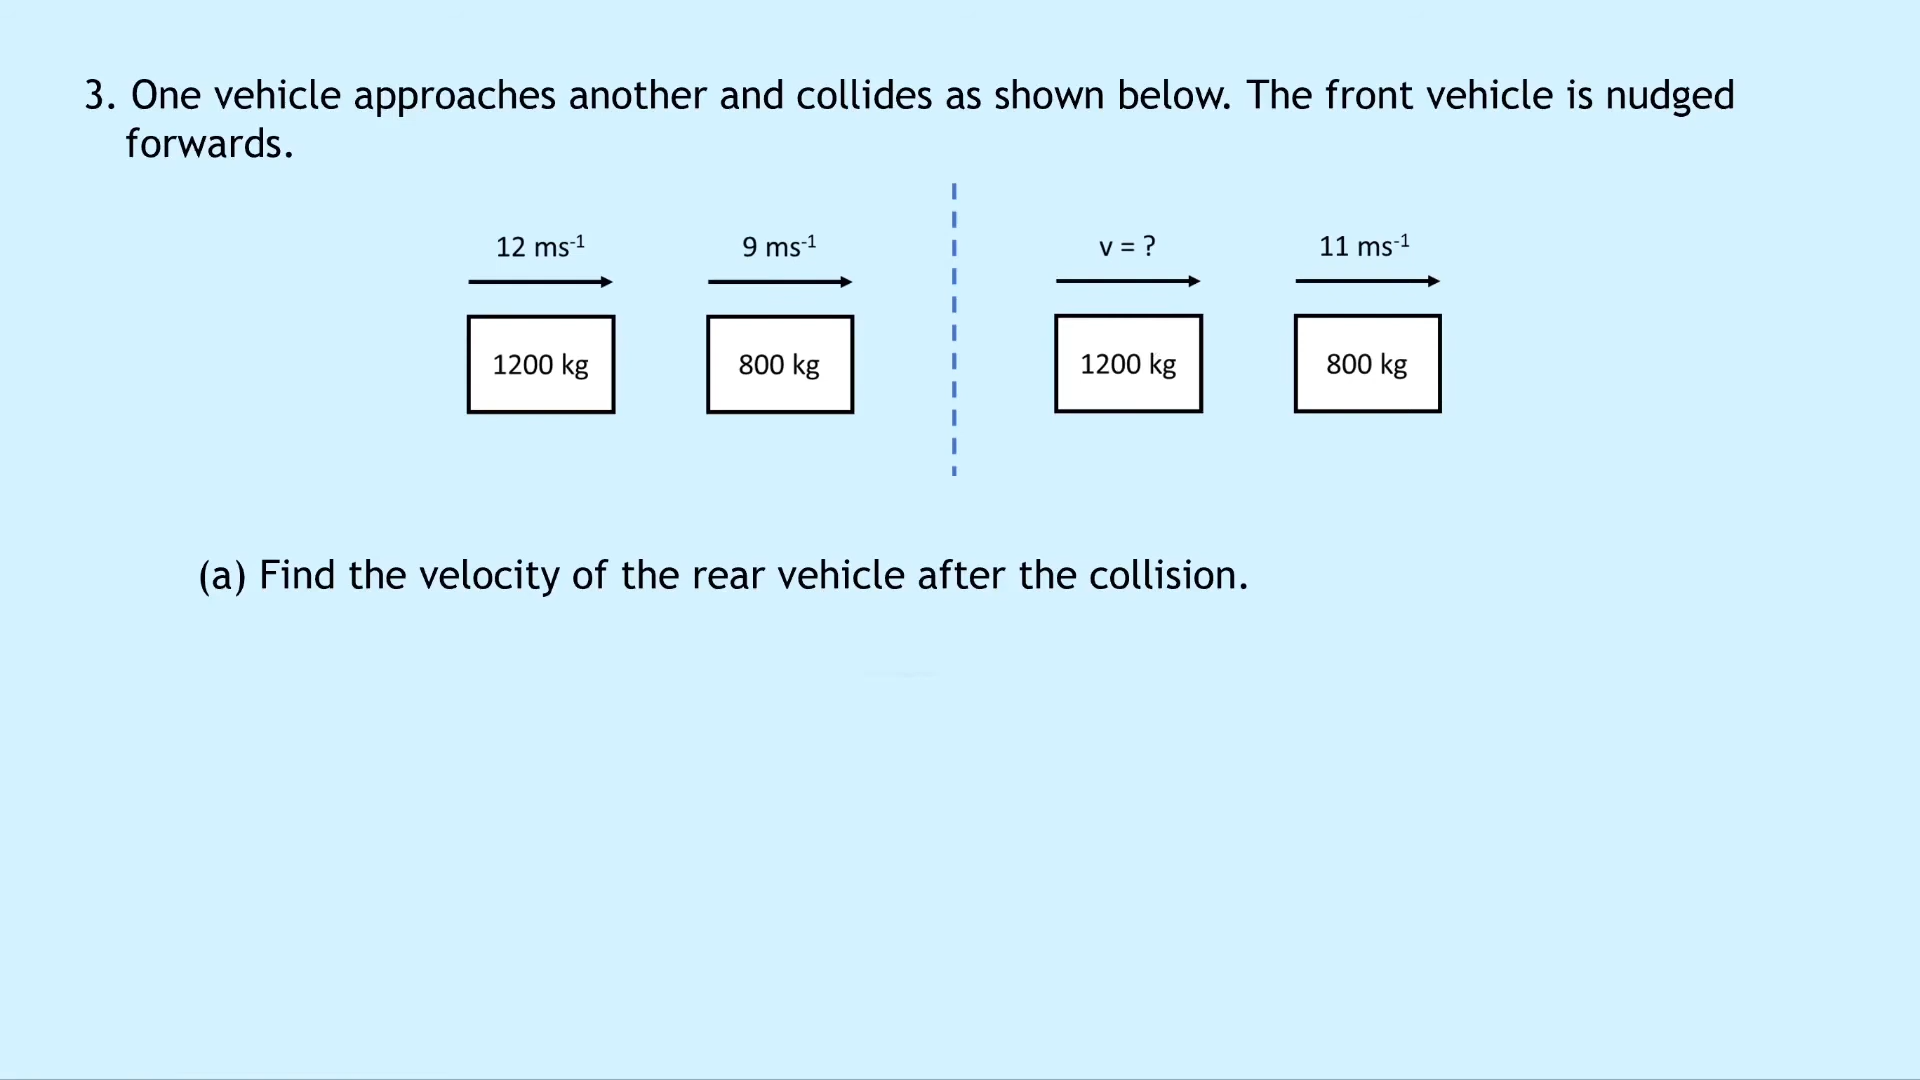 3. One vehicle approaches another and collides as shown below. The front vehicle is nudged
forwards.
12 ms⁻¹ 9 ms⁻¹ v = ? 11 ms⁻¹
1200 kg 800 kg 1200 kg 800 kg
(a) Find the velocity of the rear vehicle after the collision.